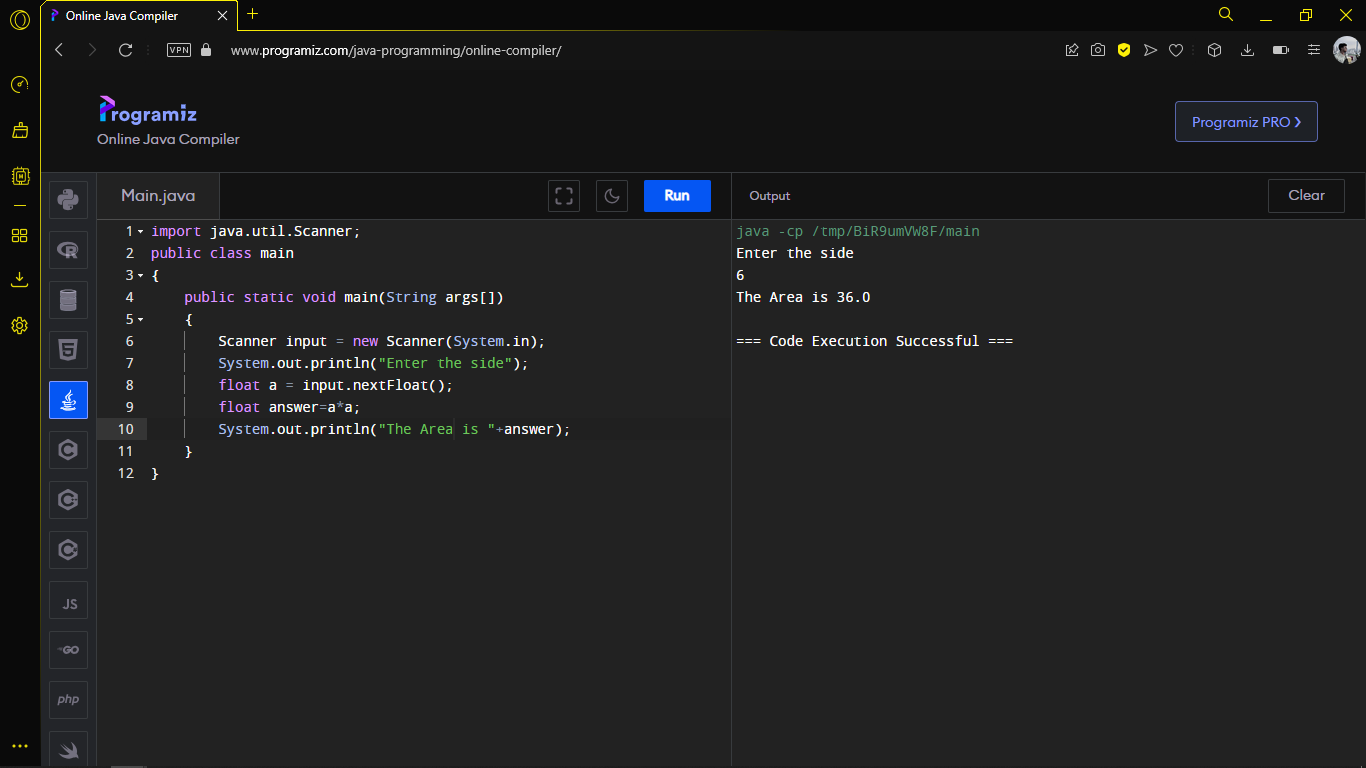 Online Java Compiler
VPN
www.programiz.com/java-programming/online-compiler/
Programiz
Online Java Compiler
Programiz PRO ❯
Main.java
Run
Output
Clear
1 import java.util.Scanner;
2 public class main
3 {
4 public static void main(String args[])
5 {
6 Scanner input = new Scanner(System.in);
7 System.out.println("Enter the side");
8 float a = input.nextFloat();
9 float answer=a*a;
10 System.out.println("The Area is "+answer);
11 }
12 }
java -cp /tmp/BiR9umVW8F/main
Enter the side
6
The Area is 36.0
=== Code Execution Successful ===
M
R
5
C
C
C
JS
GO
php